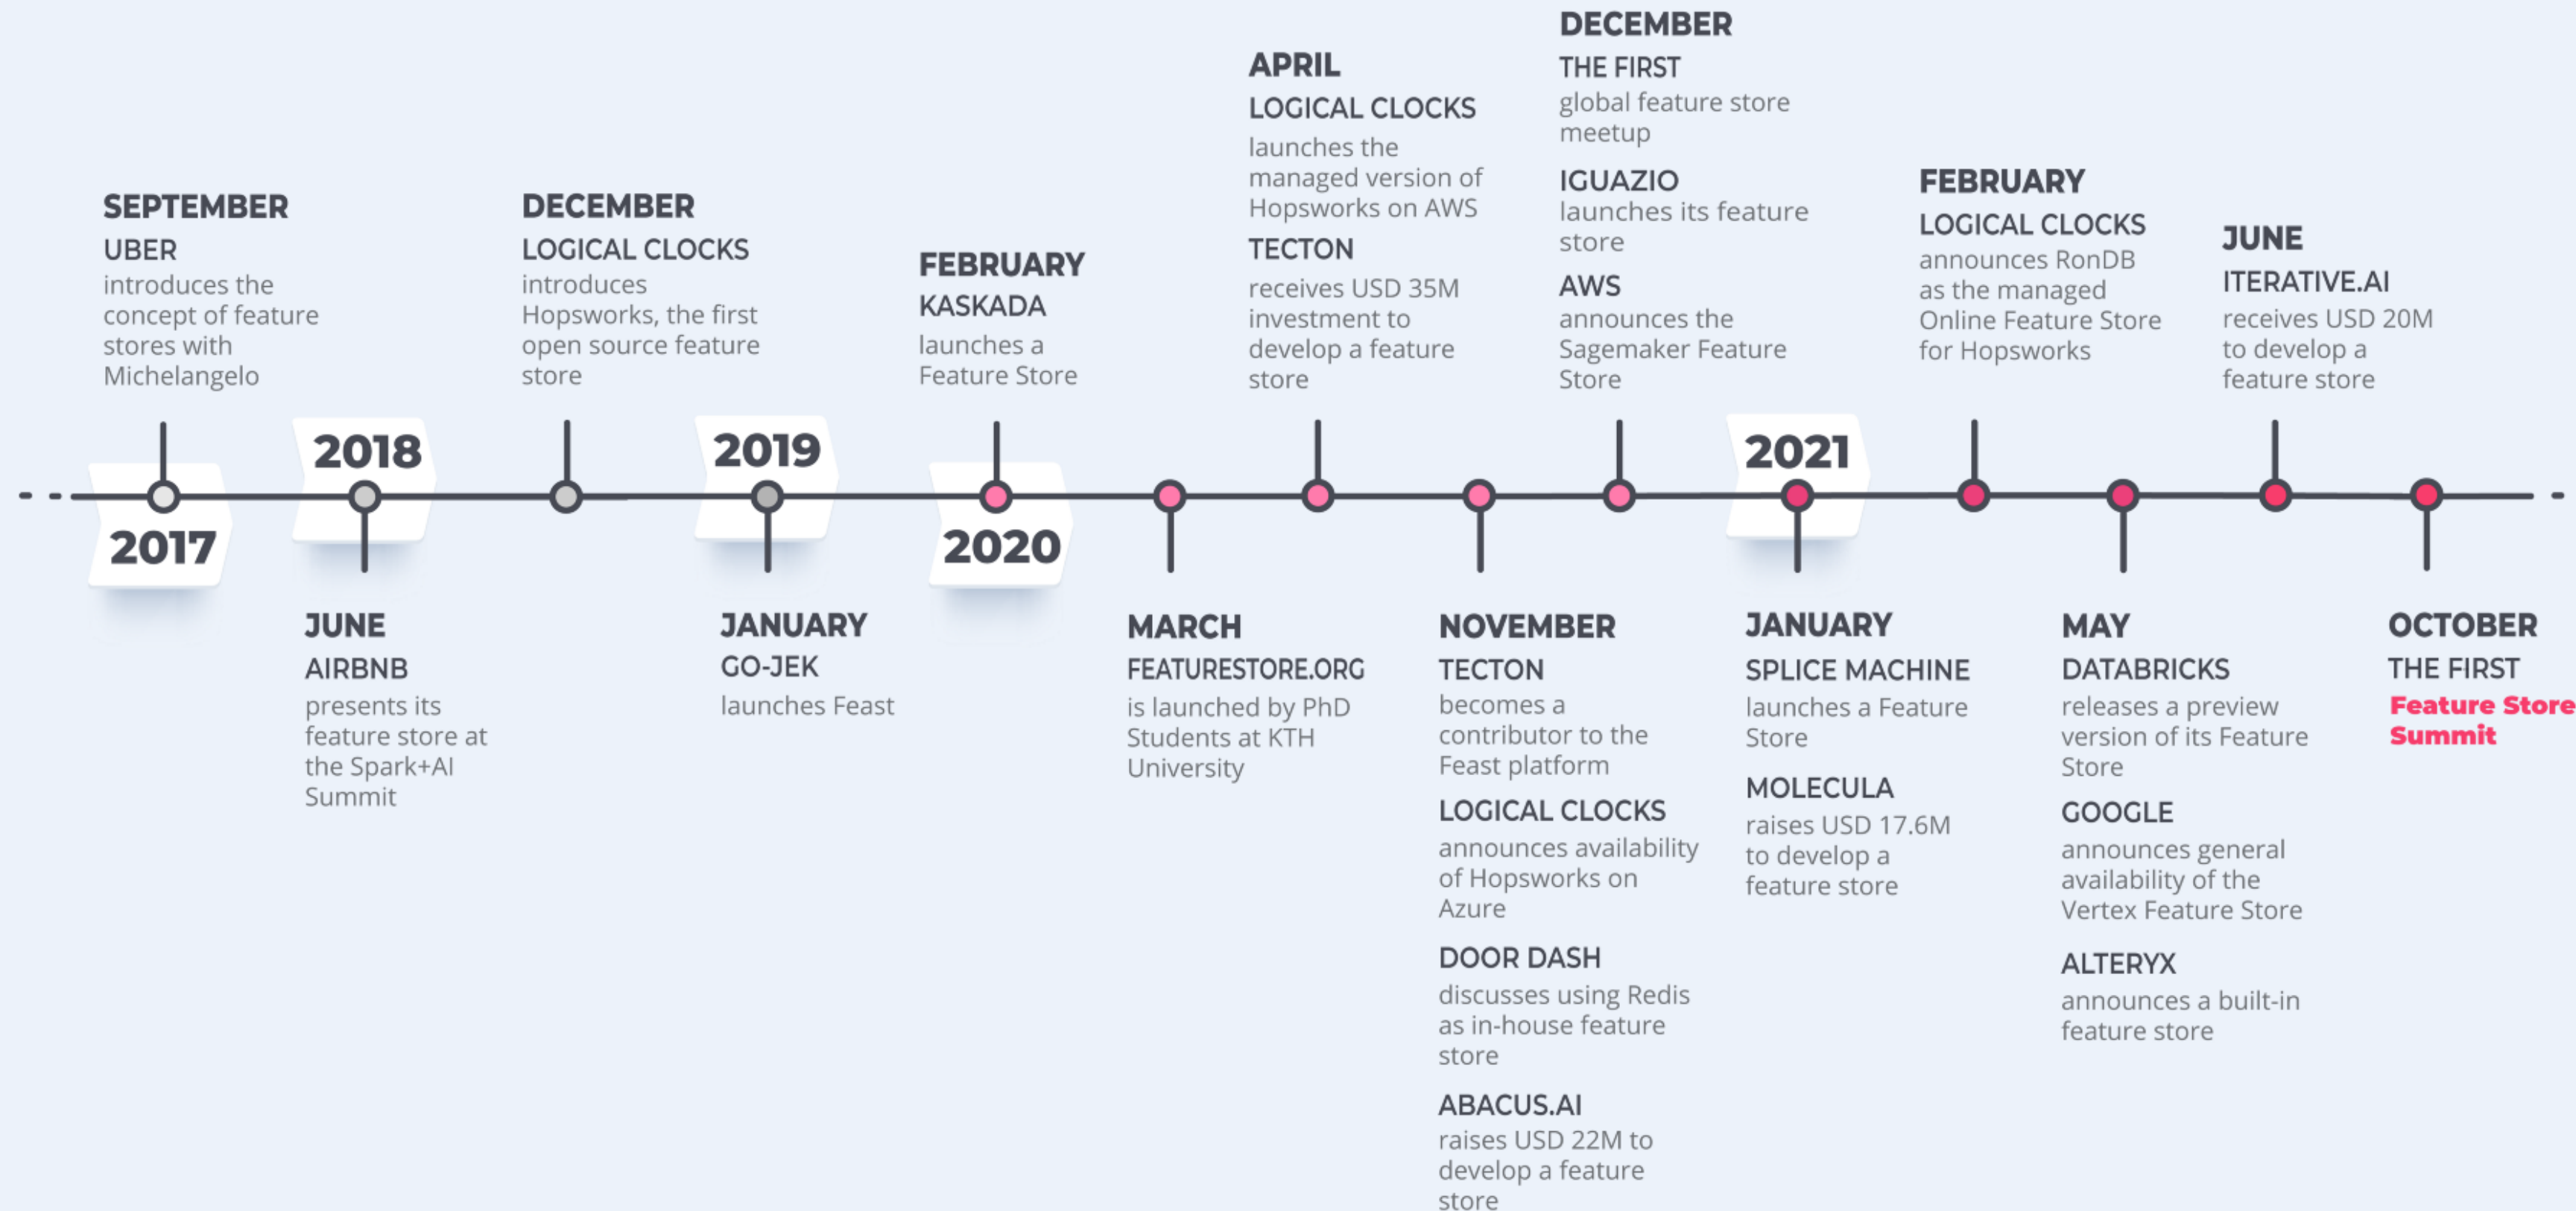 SEPTEMBER
UBER
introduces the
concept of feature
stores with
Michelangelo
2017
2018
JUNE
AIRBNB
presents its
feature store at
the Spark+AI
Summit
DECEMBER
LOGICAL CLOCKS
introduces
Hopsworks, the first
open source feature
store
2019
JANUARY
GO-JEK
launches Feast
FEBRUARY
KASKADA
launches a
Feature Store
2020
MARCH
FEATURESTORE.ORG
is launched by PhD
Students at KTH
University
APRIL
LOGICAL CLOCKS
launches the
managed version of
Hopsworks on AWS
TECTON
receives USD 35M
investment to
develop a feature
store
NOVEMBER
TECTON
becomes a
contributor to the
Feast platform
LOGICAL CLOCKS
announces availability
of Hopsworks on
Azure
DOOR DASH
discusses using Redis
as in-house feature
store
ABACUS.AI
raises USD 22M to
develop a feature
store
DECEMBER
THE FIRST
global feature store
meetup
IGUAZIO
launches its feature
store
AWS
announces the
Sagemaker Feature
Store
2021
JANUARY
SPLICE MACHINE
launches a Feature
Store
MOLECULA
raises USD 17.6M
to develop a
feature store
FEBRUARY
LOGICAL CLOCKS
announces RonDB
as the managed
Online Feature Store
for Hopsworks
MAY
DATABRICKS
releases a preview
version of its Feature
Store
GOOGLE
announces general
availability of the
Vertex Feature Store
ALTERYX
announces a built-in
feature store
JUNE
ITERATIVE.AI
receives USD 20M
to develop a
feature store
OCTOBER
THE FIRST
Feature Store
Summit